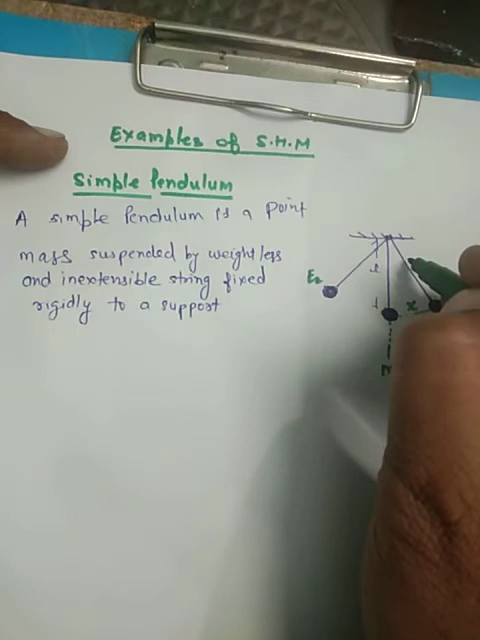 Examples of S.H.M
Simple Pendulum
A simple Pendulum is a point
mass suspended by weightless
and inextensible string fixed
rigidly to a support
l
E2
x